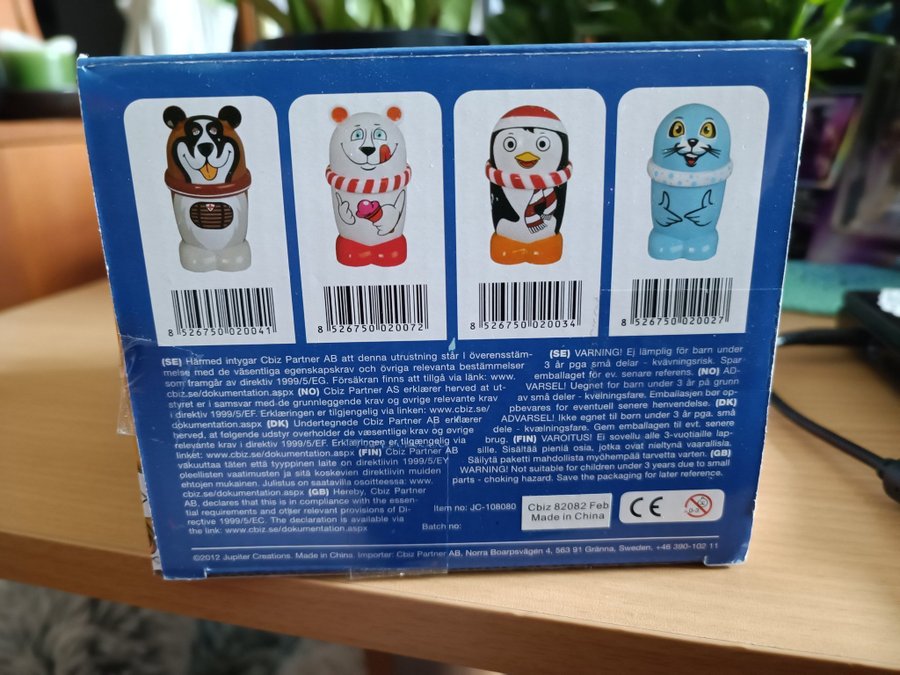 8 526750 020041
8 526750 020072
8 526750 020034
8 526750 020027
(SE) Härmed intygar Cbiz Partner AB att denna utrustning står I överensstäm-
melse med de väsentliga egenskapskrav och övriga relevanta bestämmelser
som framgår av direktiv 1999/5/EG. Försäkran finns att tillgå via länk: www.
cbiz.se/dokumentation.aspx (NO) Cbiz Partner AS erklærer herved at ut-
styret er i samsvar med de grunnleggende krav og øvrige relevante krav
i direktiv 1999/5/EF. Erklæringen er tilgjengelig via linken: www.cbiz.se/
dokumentation.aspx (DK) Undertegnede Cbiz Partner AB erklærer
herved, at følgende udstyr overholder de væsentlige krav og øvrige
relevante krav i direktiv 1999/5/EF. Erklæringen er tilgengelig via
linkét: www.cbiz.se/dokumentation.aspx (FIN) Cbiz Partner AB
vakuuttaa täten että tyyppinen laite on direktiivin 1999/5/EY
oleellisten vaatimusten ja sitä koskevien direktiivin muiden
ehtojen mukainen. Julistus on saatavilla osoitteesta: www.
cbiz.se/dokumentation.aspx (GB) Hereby, Cbiz Partner
AB, declares that this is in compliance with the essen-
tial requirements and other relevant provisions of Di-
rective 1999/5/EC. The declaration is available via
the link: www.cbiz.se/dokumentation.aspx
(SE) VARNING! Ej lämplig för barn under
3 år pga små delar - kvävningsrisk. Spar-
emballaget för ev. senare referens. (NO) AD-
VARSEL! Uegnet for barn under 3 år på grunn
av små deler - kvelningsfare. Emballasjen bør op-
pbevares for eventuell senere henvendelse. (DK)
ADVARSEL! Ikke egnet til barn under 3 år pga. små
dele - kvælningsfare. Gem emballagen til evt. senere
brug. (FIN) VAROITUS! Ei sovellu alle 3-vuotiaille lap-
sille. Sisältää pieniä osia, jotka ovat nieltynä vaarallisia.
Säilytä paketti mahdollista myöhempää tarvetta varten. (GB)
WARNING! Not suitable for children under 3 years due to small
parts - choking hazard. Save the packaging for later reference.
Item no: JC-108080
Batch no:
Cbiz 82082 Feb
Made in China
CE
0-3
©2012 Jupiter Creations. Made in China. Importer: Cbiz Partner AB, Norra Boarpsvägen 4, 563 91 Gränna, Sweden, +46 390-102 11